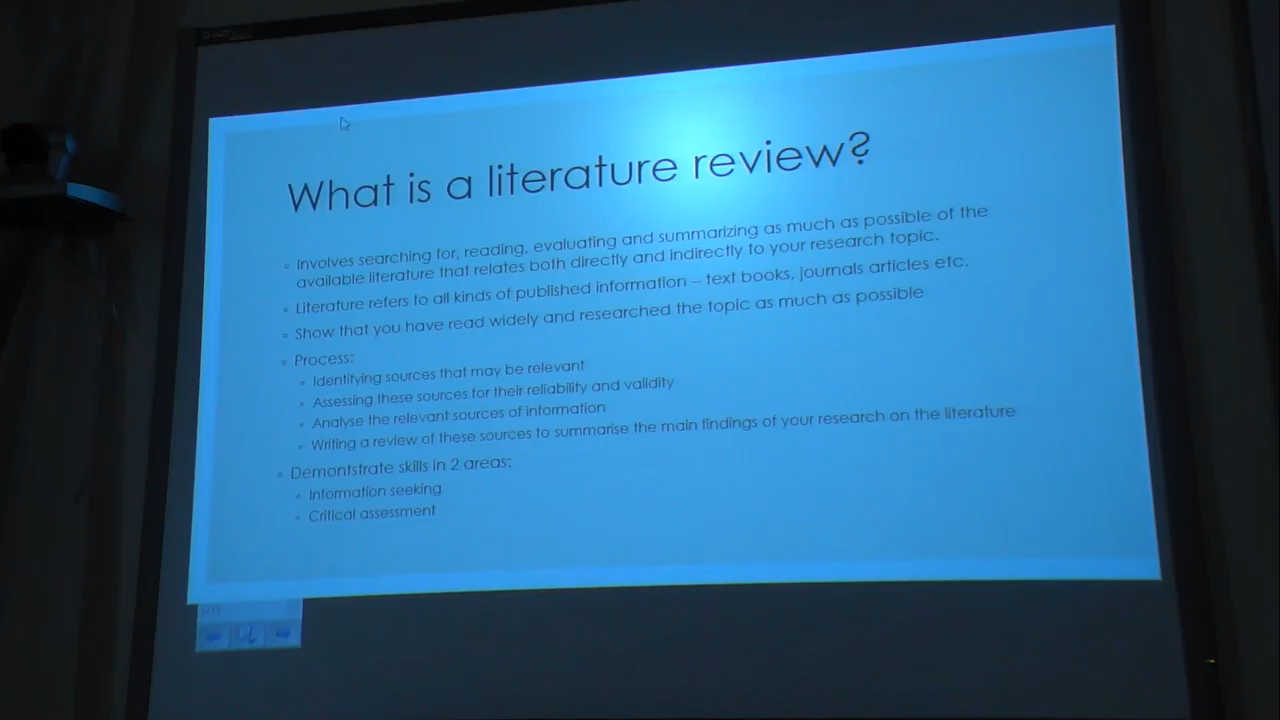 What is a literature review?
Involves searching for, reading, evaluating and summarizing as much as possible of the
available literature that relates both directly and indirectly to your research topic.
Literature refers to all kinds of published information – text books, journals articles etc.
Show that you have read widely and researched the topic as much as possible
Process:
Identifying sources that may be relevant
Assessing these sources for their reliability and validity
Analyse the relevant sources of information
Writing a review of these sources to summarise the main findings of your research on the literature
Demontstrate skills in 2 areas:
Information seeking
Critical assessment